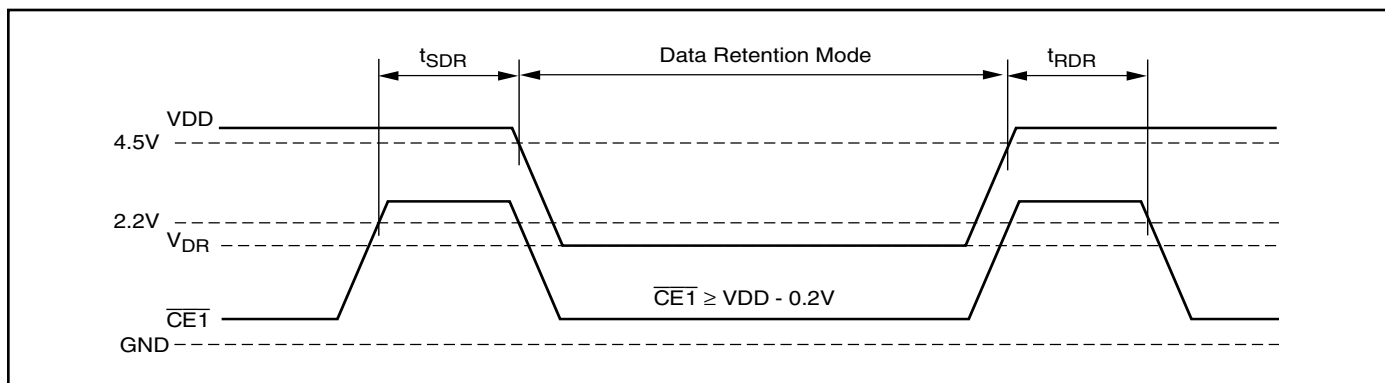 tSDR Data Retention Mode tRDR
VDD
4.5V
2.2V
VDR
CE1 ≥ VDD - 0.2V
CE1
GND